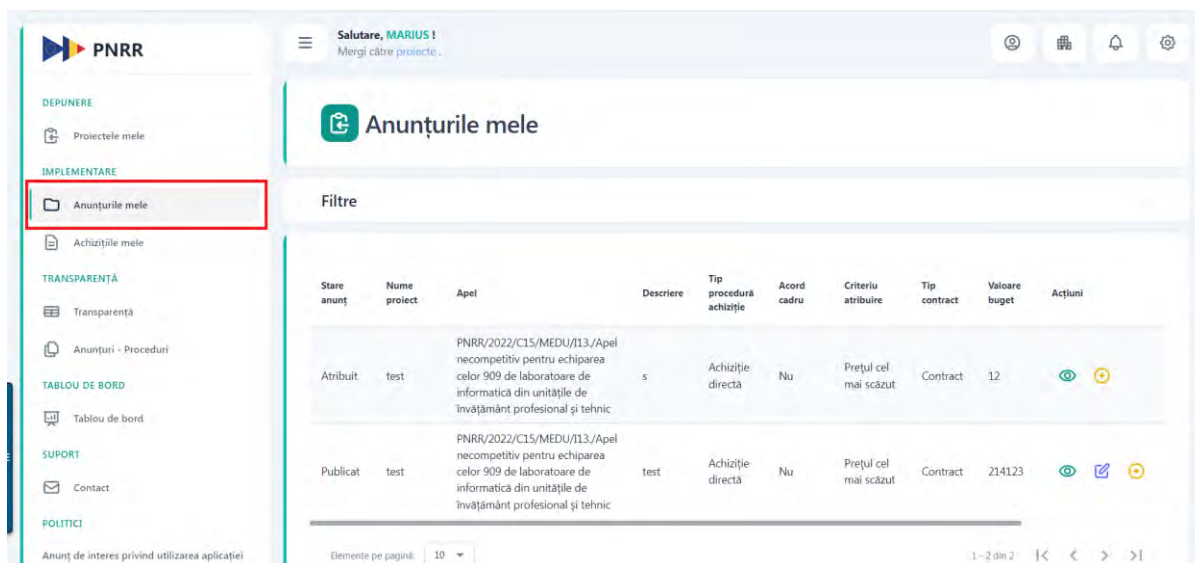 PNRR
Salutare, MARIUS !
Mergi către proiecte .
DEPUNERE
Proiectele mele
IMPLEMENTARE
Anunțurile mele
Achizițiile mele
TRANSPARENȚĂ
Transparență
Anunțuri - Proceduri
TABLOU DE BORD
Tablou de bord
SUPORT
Contact
POLITICI
Anunț de interes privind utilizarea aplicației
Anunțurile mele
Filtre
Stare anunț
Nume proiect
Apel
Descriere
Tip procedură achiziție
Acord cadru
Criteriu atribuire
Tip contract
Valoare buget
Acțiuni
Atribuit
test
PNRR/2022/C15/MEDU/I13./Apel
necompetitiv pentru echiparea
celor 909 de laboratoare de
informatică din unitățile de
învățământ profesional și tehnic
s
Achiziție directă
Nu
Prețul cel mai scăzut
Contract
12
Publicat
test
PNRR/2022/C15/MEDU/I13./Apel
necompetitiv pentru echiparea
celor 909 de laboratoare de
informatică din unitățile de
învățământ profesional și tehnic
test
Achiziție directă
Nu
Prețul cel mai scăzut
Contract
214123
Elemente pe pagină: 10
1 – 2 din 2